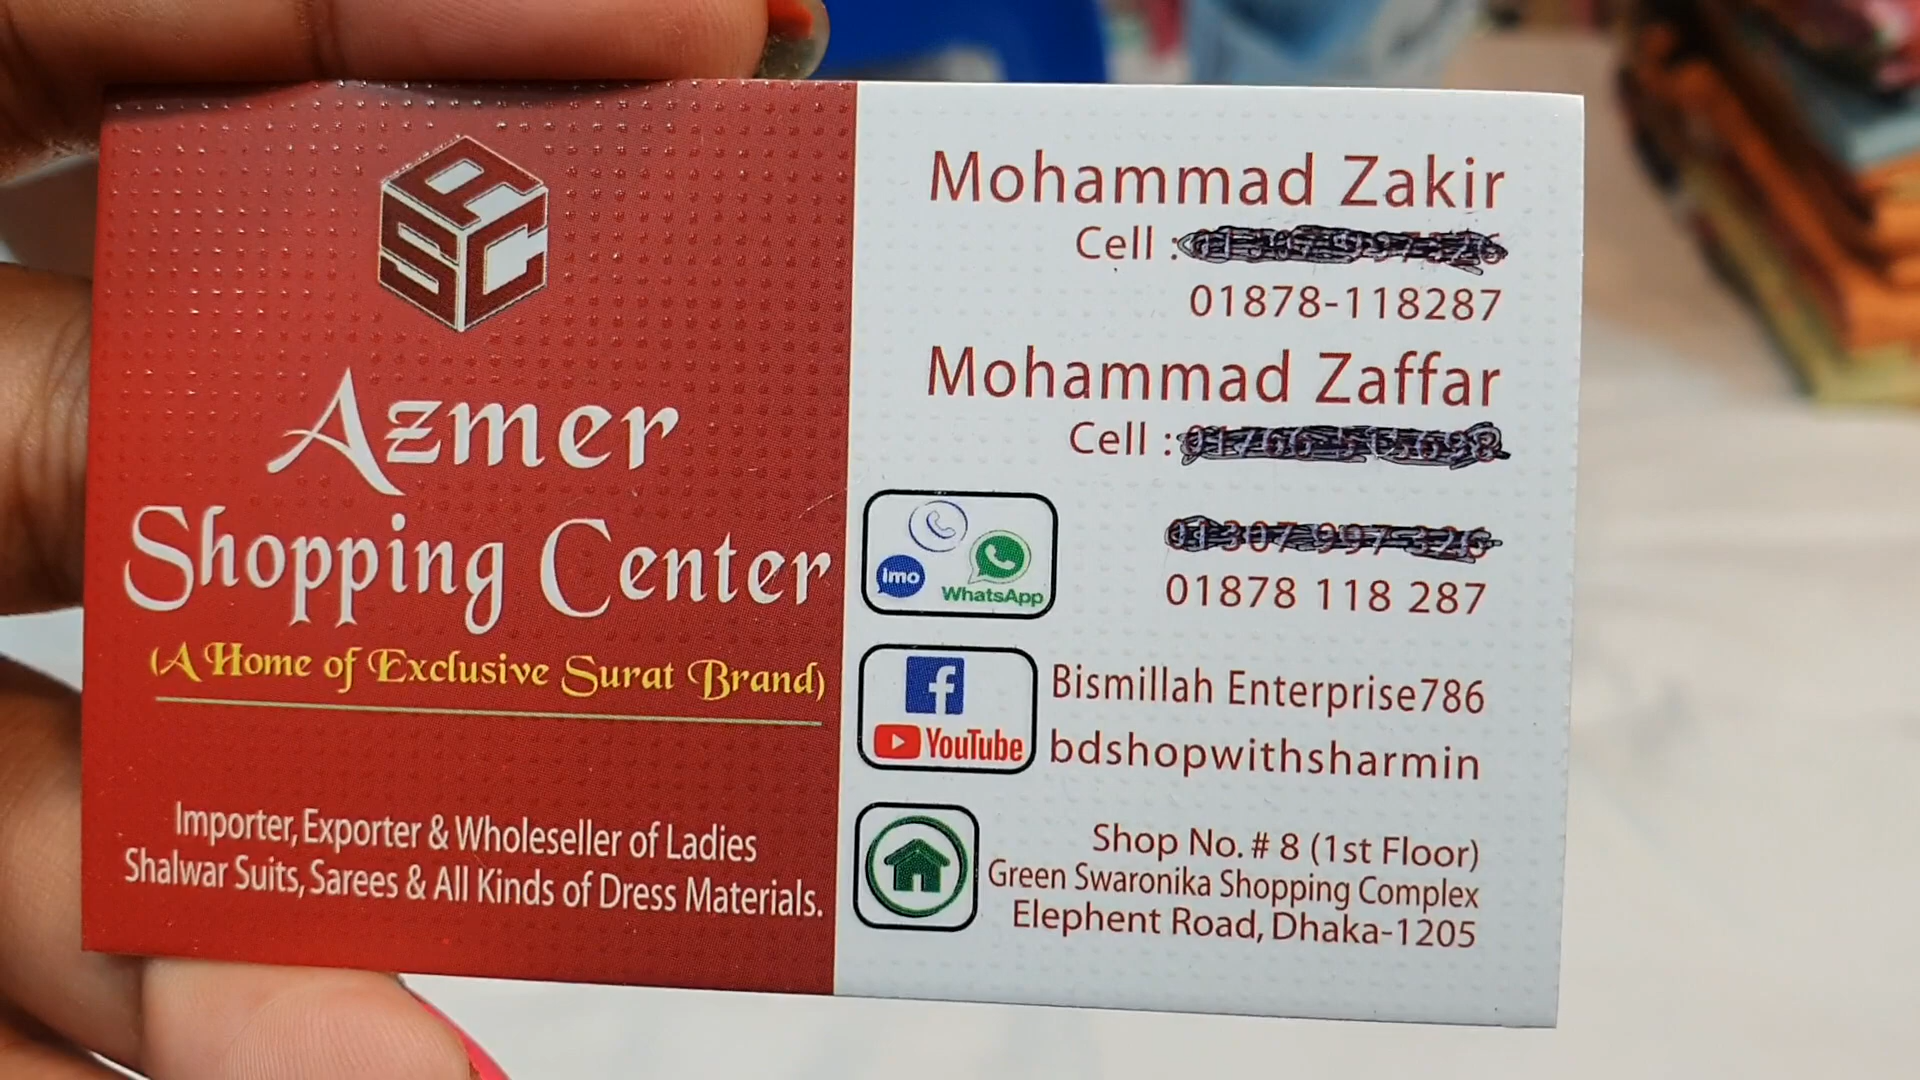 ASC
Azmer
Shopping Center
(A Home of Exclusive Surat Brand)
Importer, Exporter & Wholeseller of Ladies
Shalwar Suits, Sarees & All Kinds of Dress Materials.
Mohammad Zakir
Cell :
01878-118287
Mohammad Zaffar
Cell :
imo
WhatsApp
01878 118 287
f
Bismillah Enterprise786
YouTube bdshopwithsharmin
Shop No. # 8 (1st Floor)
Green Swaronika Shopping Complex
Elephent Road, Dhaka-1205